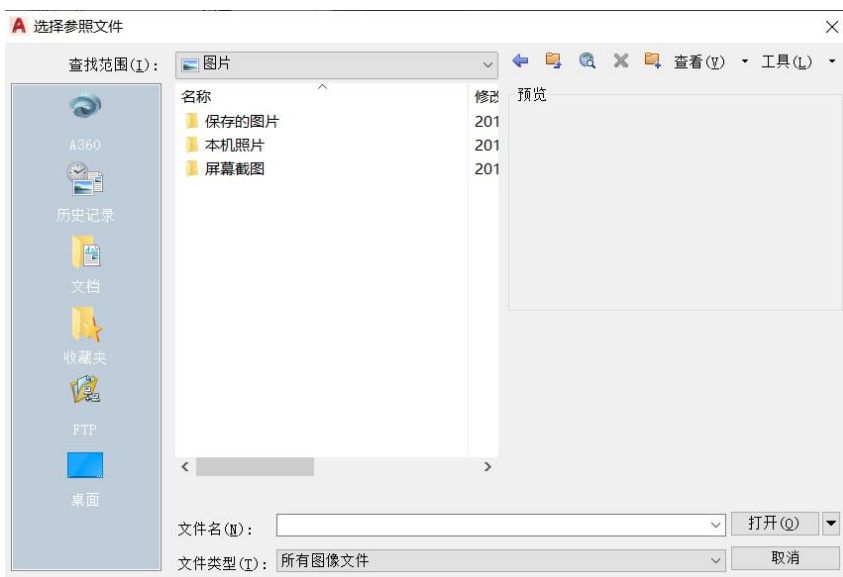 选择参照文件
查找范围(I):
图片
查看(V)
工具(L)
名称
修改
预览
保存的图片
201
本机照片
201
屏幕截图
201
A360
历史记录
文档
收藏夹
FTP
桌面
文件名(N):
打开(O)
文件类型(T):
所有图像文件
取消